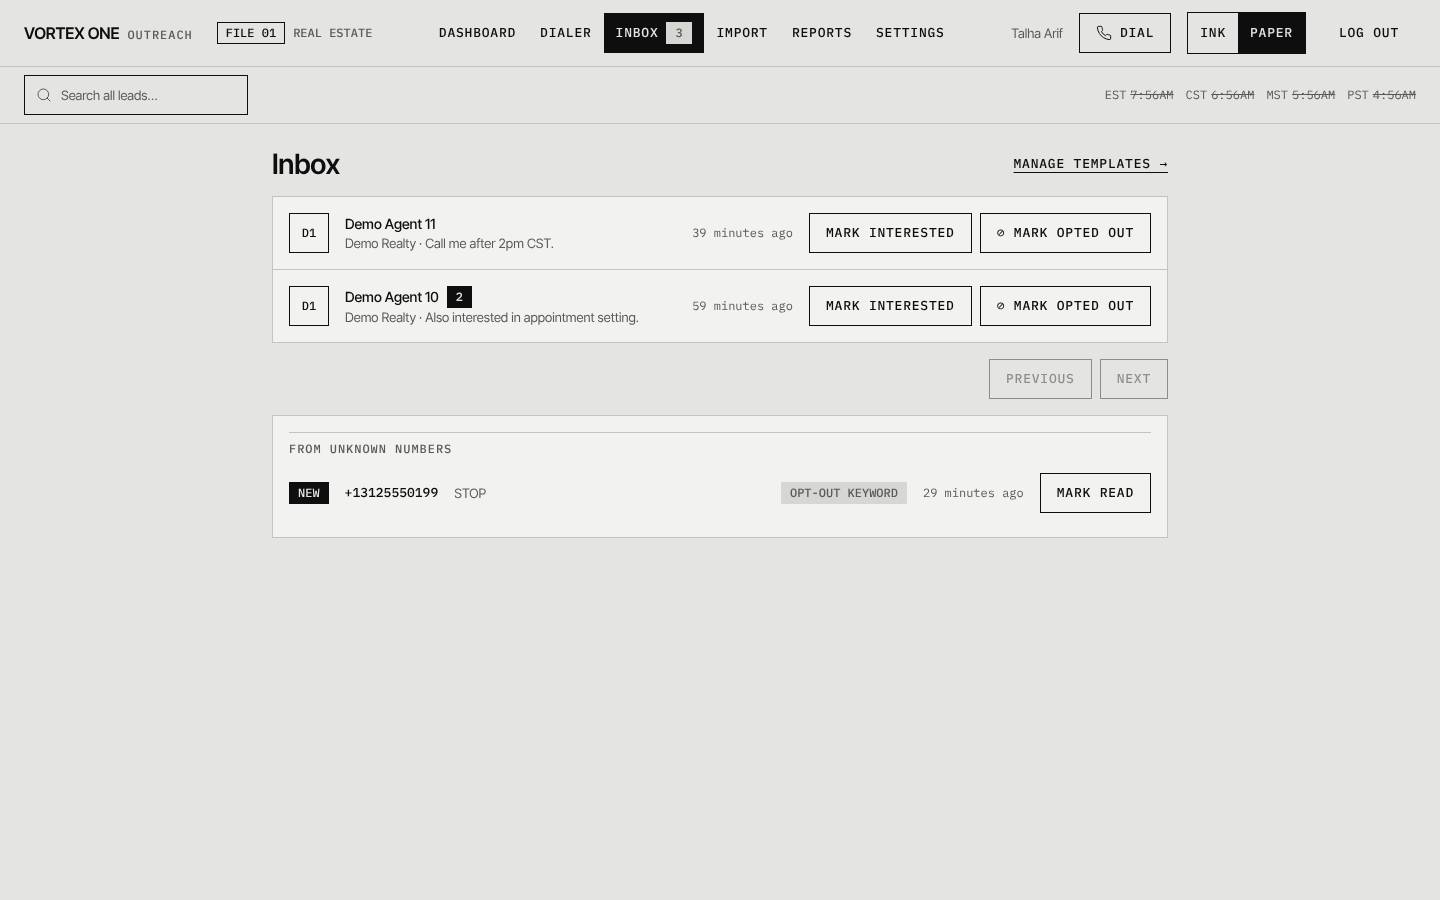 VORTEX ONE OUTREACH FILE 01 REAL ESTATE DASHBOARD DIALER INBOX 3 IMPORT REPORTS SETTINGS Talha Arif DIAL INK PAPER LOG OUT
Search all leads... EST 7:56AM CST 6:56AM MST 5:56AM PST 4:56AM
Inbox MANAGE TEMPLATES →
D1 Demo Agent 11 39 minutes ago MARK INTERESTED ⊘ MARK OPTED OUT
Demo Realty · Call me after 2pm CST.
D1 Demo Agent 10 2 59 minutes ago MARK INTERESTED ⊘ MARK OPTED OUT
Demo Realty · Also interested in appointment setting.
PREVIOUS NEXT
FROM UNKNOWN NUMBERS
NEW +13125550199 STOP OPT-OUT KEYWORD 29 minutes ago MARK READ